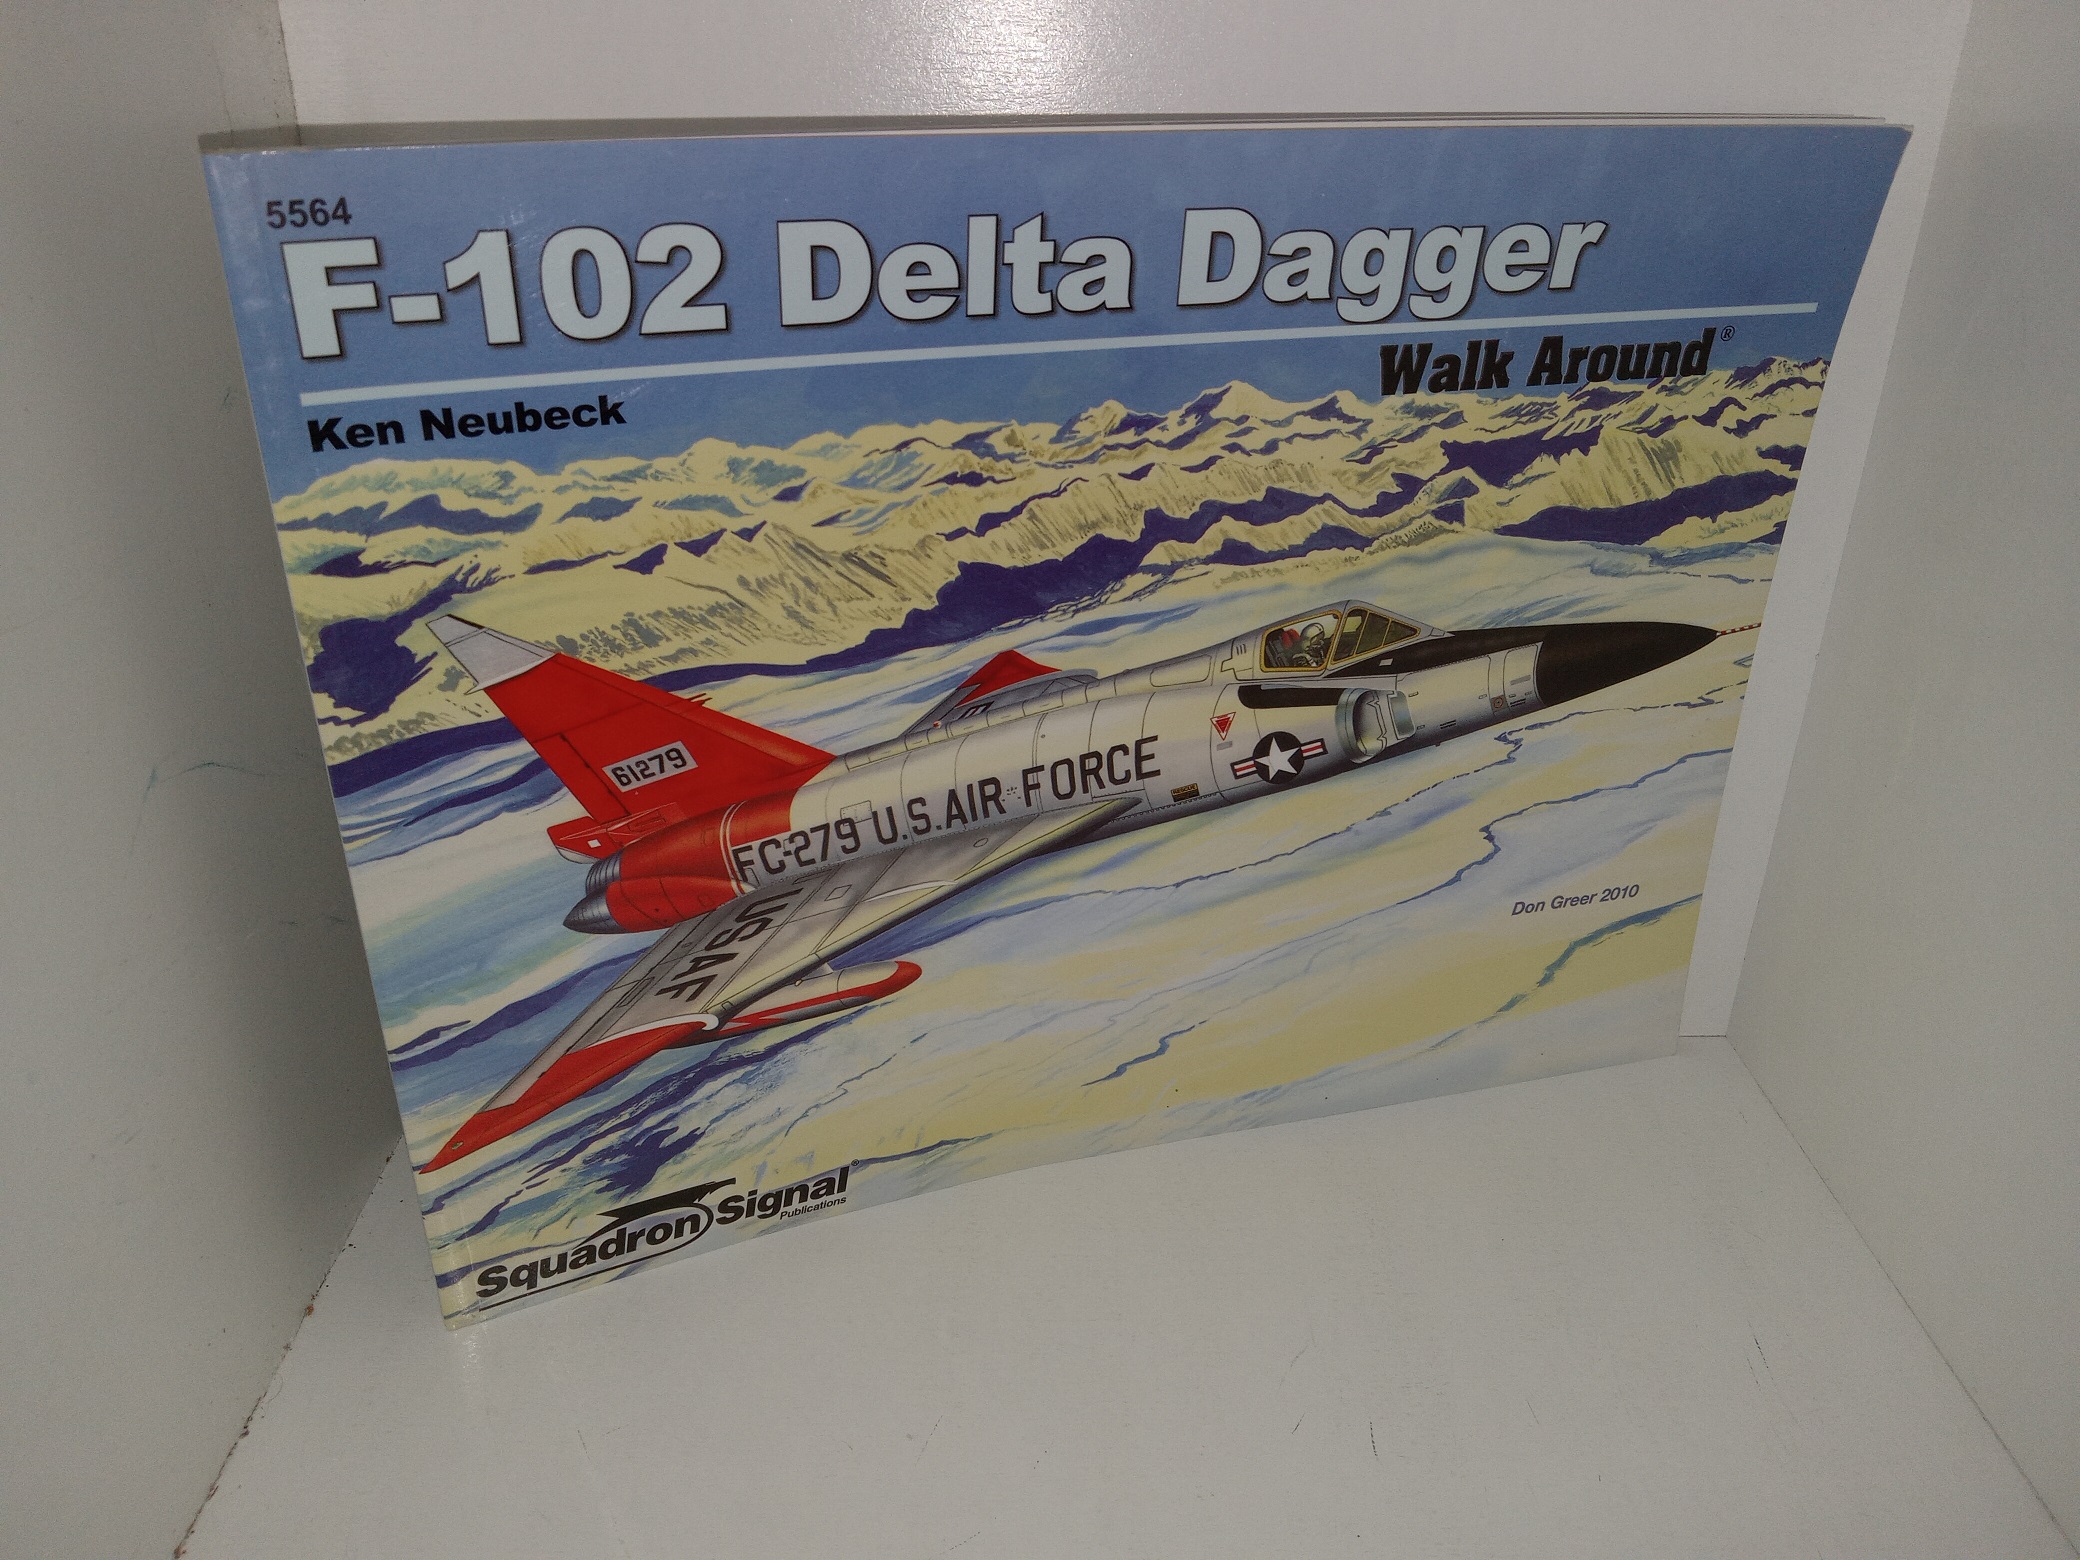 5564
F-102 Delta Dagger
Walk Around®
Ken Neubeck
61279
FC-279 U.S. AIR FORCE
USAF
RESCUE
Don Greer 2010
Squadron Signal®
Publications